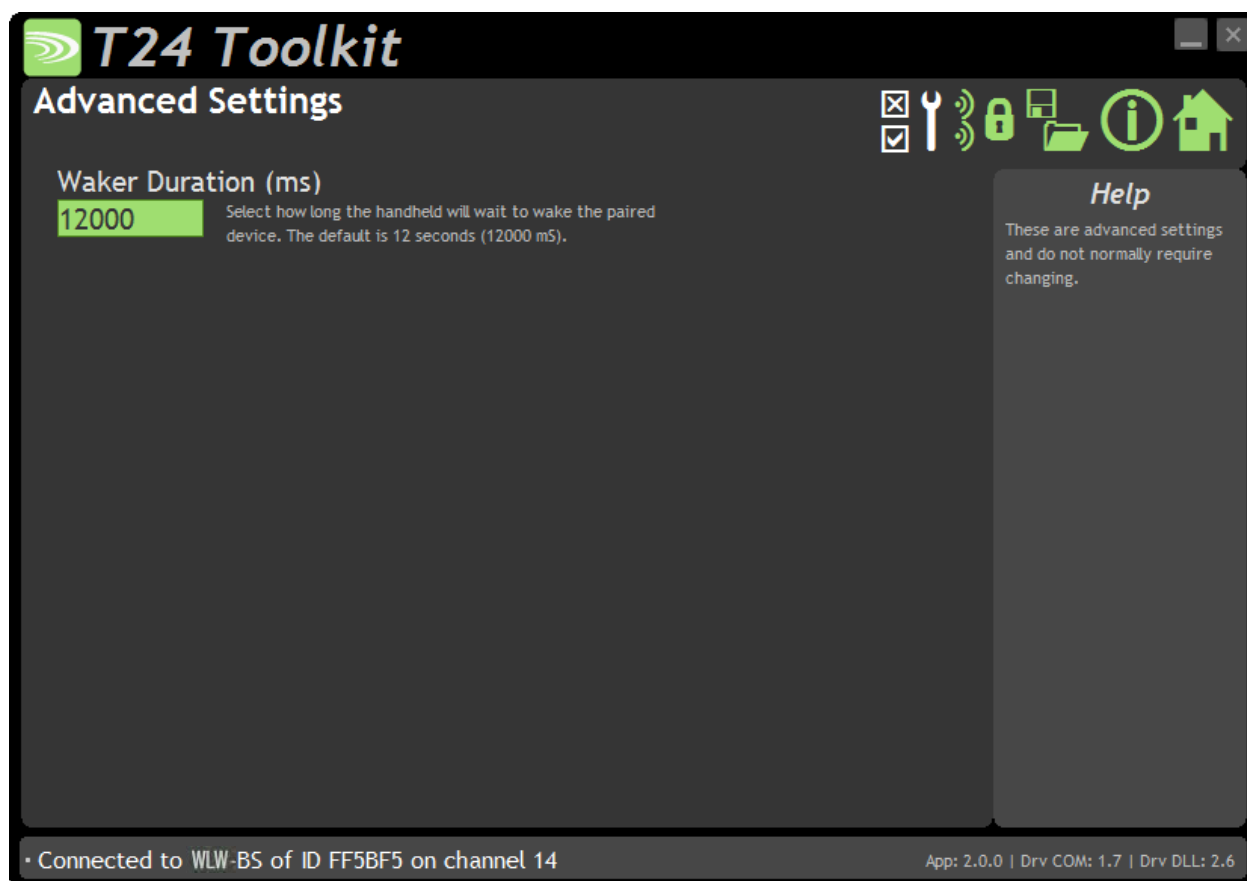 T24 Toolkit
Advanced Settings
Waker Duration (ms)
12000
Select how long the handheld will wait to wake the paired
device. The default is 12 seconds (12000 mS).
Help
These are advanced settings
and do not normally require
changing.
Connected to WLW-BS of ID FF5BF5 on channel 14
App: 2.0.0 | Drv COM: 1.7 | Drv DLL: 2.6